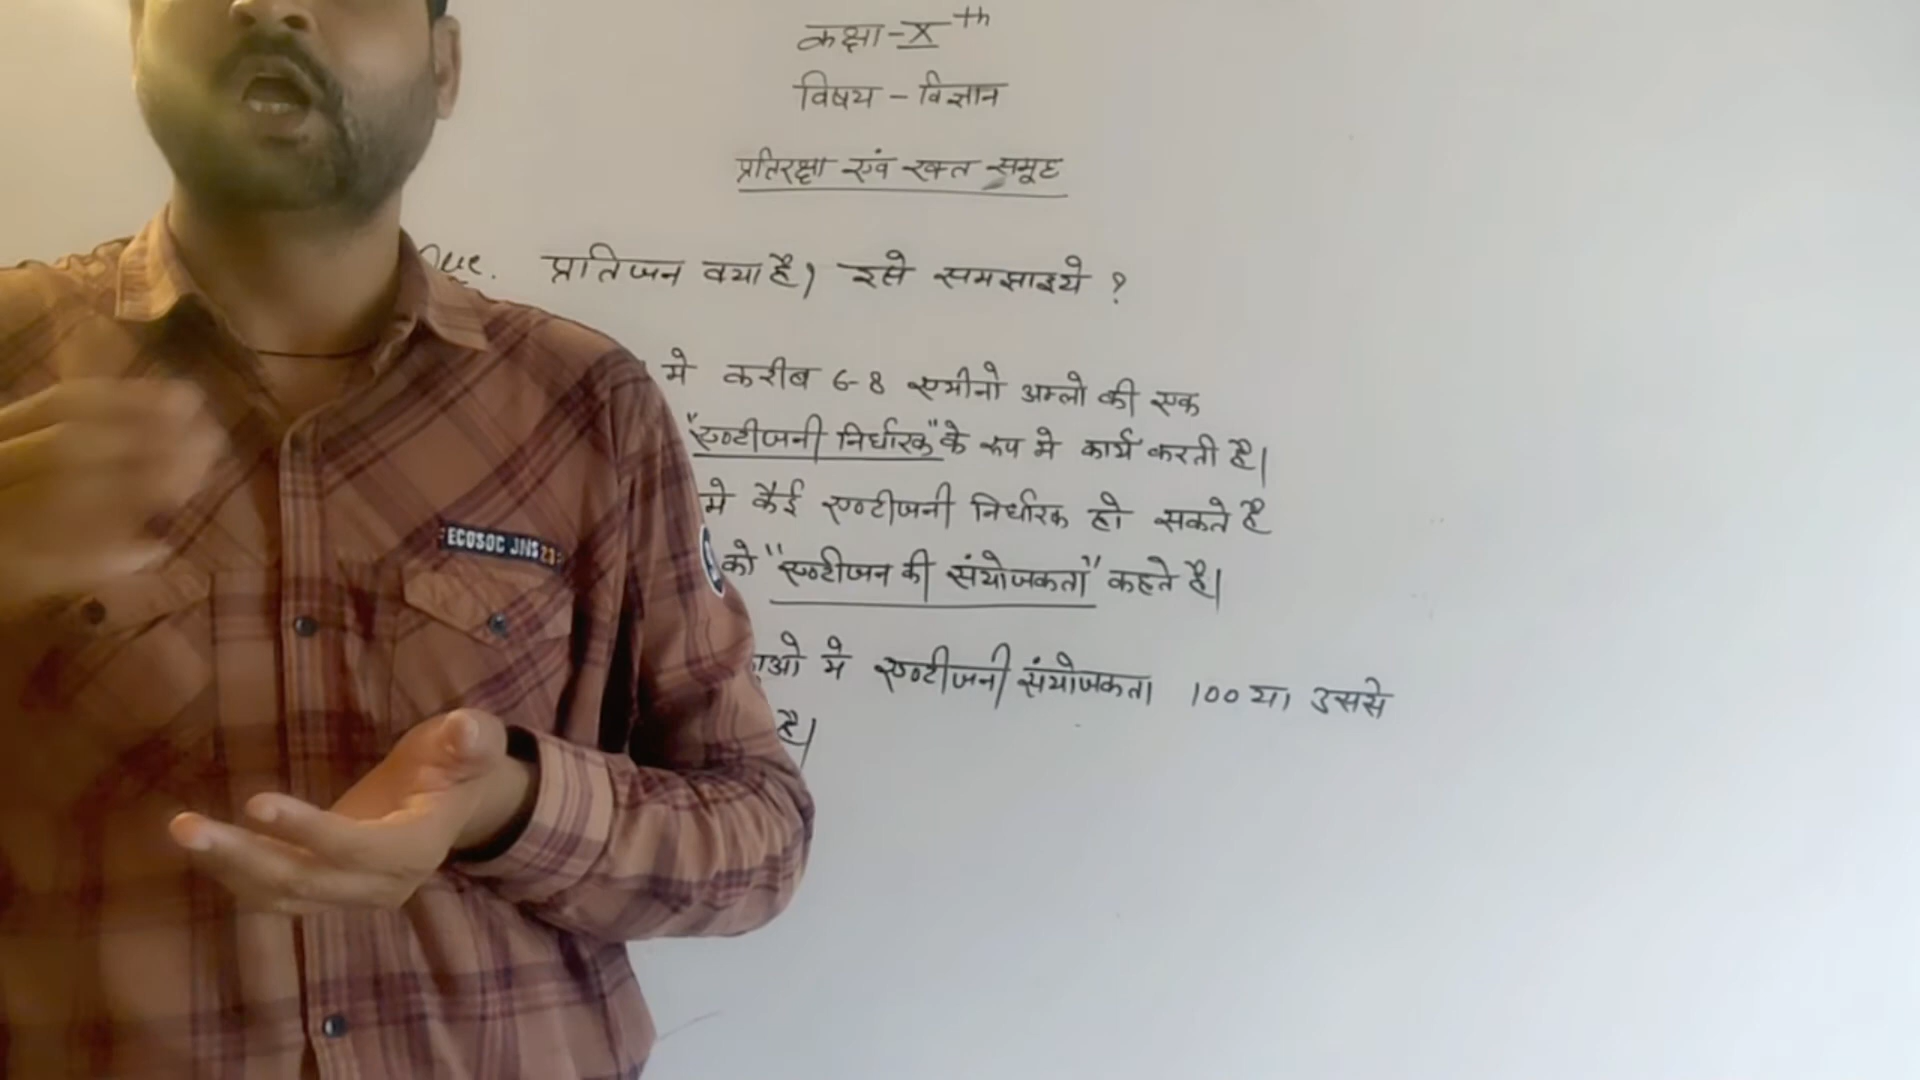 कक्षा-X th
विषय - विज्ञान
प्रतिरक्षा एवं रक्त समूह
Que. प्रतिजन क्या है। इसे समझाइये ?
मे करीब 6-8 एमीनो अम्लो की एक
"एण्टीजनी निर्धारक" के रूप मे कार्य करती है।
मे कैई एण्टीजनी निर्धारक हो सकते है
को "एण्टीजन की संयोजकता" कहते है।
ओ मे एण्टीजनी संयोजकता 100 या उससे
है।
ECOSOC JNS 23